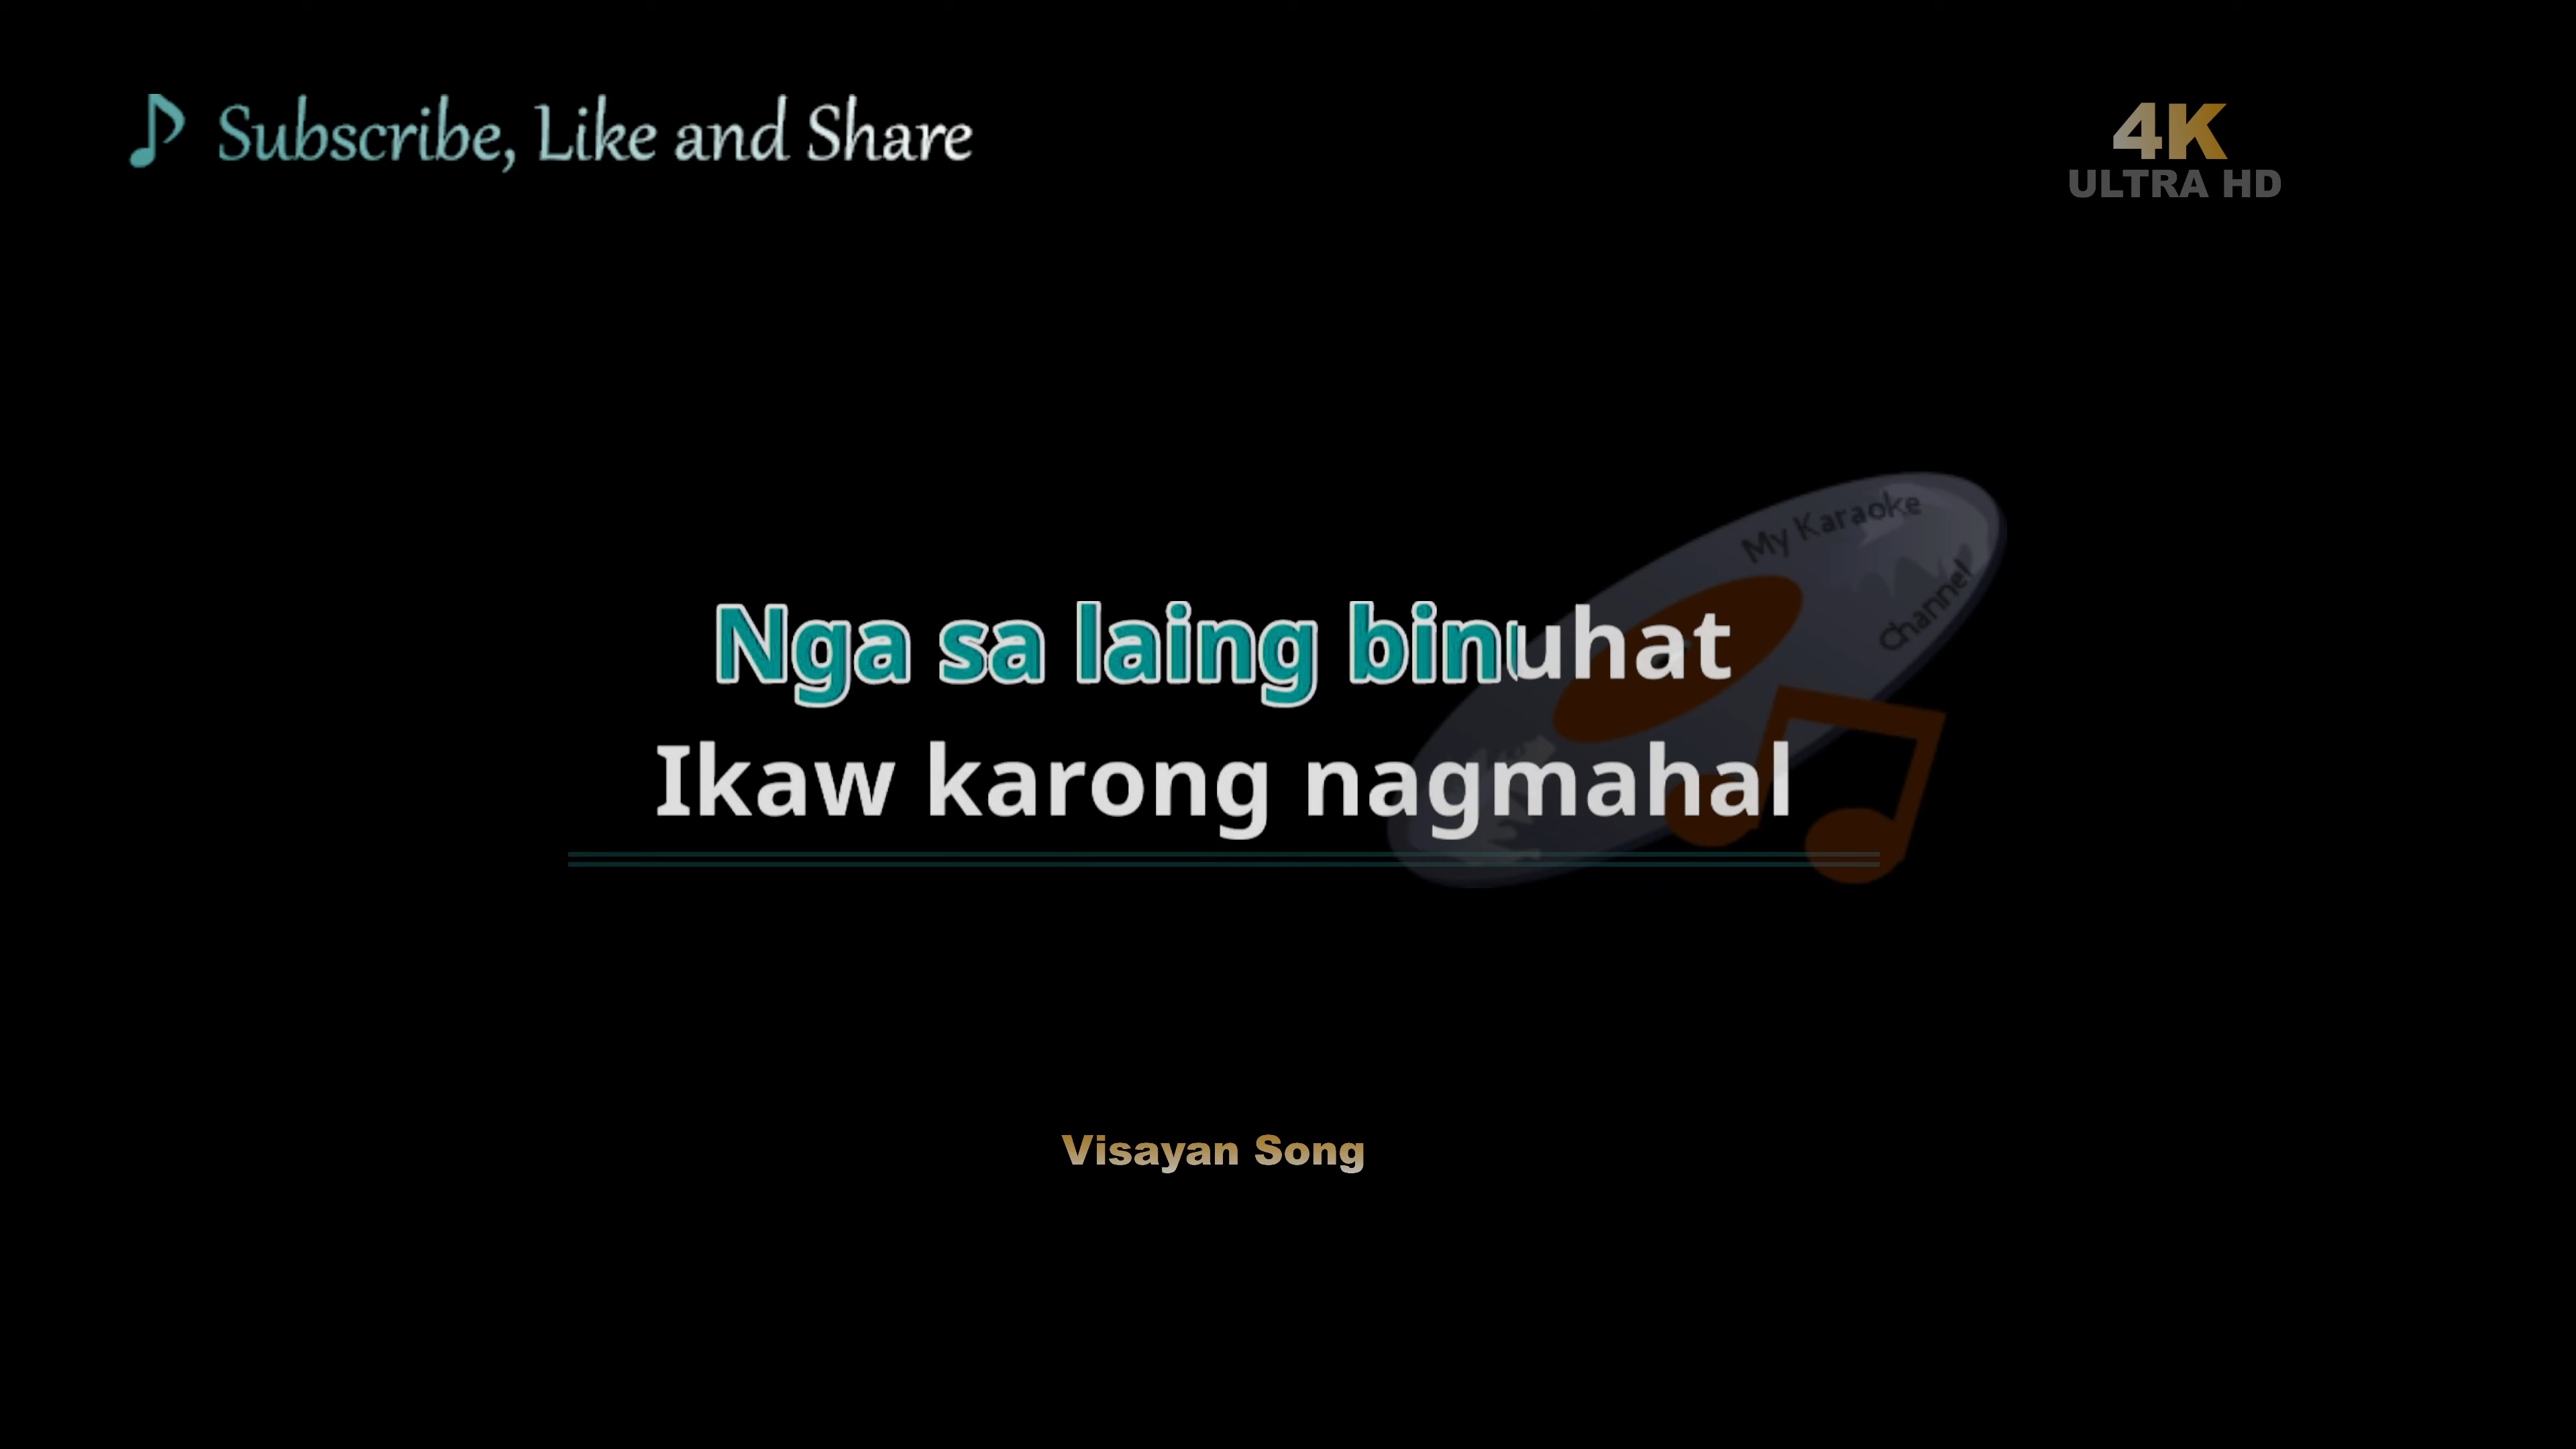 Subscribe, Like and Share
4K
ULTRA HD
My Karaoke
Channel
Nga sa laing binuhat
Ikaw karong nagmahal
Visayan Song